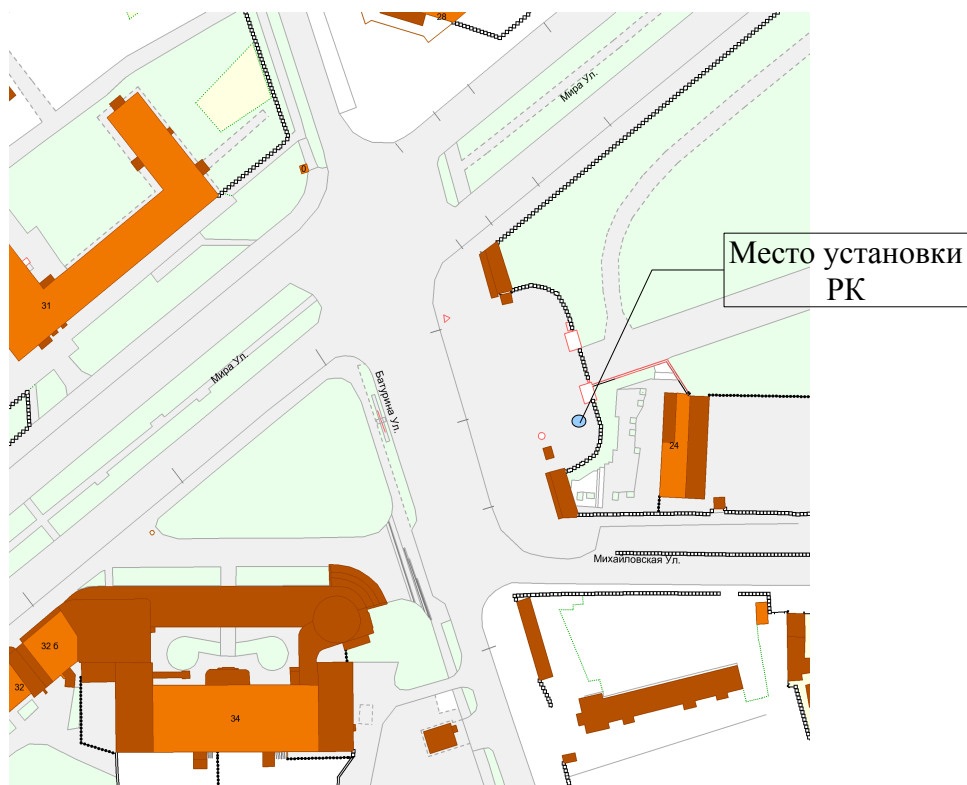 28
Мира Ул.
0
Место установки
РК
31
Мира Ул.
Батурина Ул.
24
Михайловская Ул.
32 б
32
34